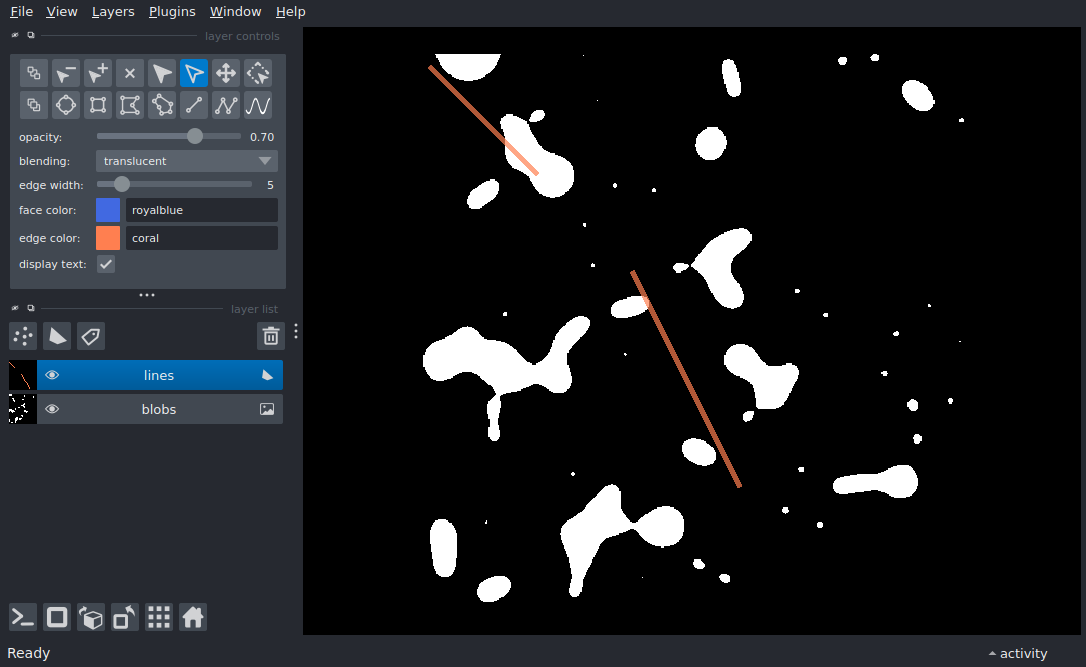 File View Layers Plugins Window Help
layer controls
opacity: 0.70
blending: translucent
edge width: 5
face color: royalblue
edge color: coral
display text:
layer list
lines
blobs
Ready activity